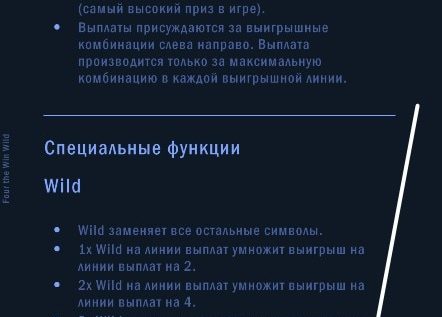 (самый высокий приз в игре).
• Выплаты присуждаются за выигрышные
комбинации слева направо. Выплата
производится только за максимальную
комбинацию в каждой выигрышной линии.
Специальные функции
Wild
• Wild заменяет все остальные символы.
• 1x Wild на линии выплат умножит выигрыш на
линии выплат на 2.
• 2x Wild на линии выплат умножит выигрыш на
линии выплат на 4.
Four the Win Wild